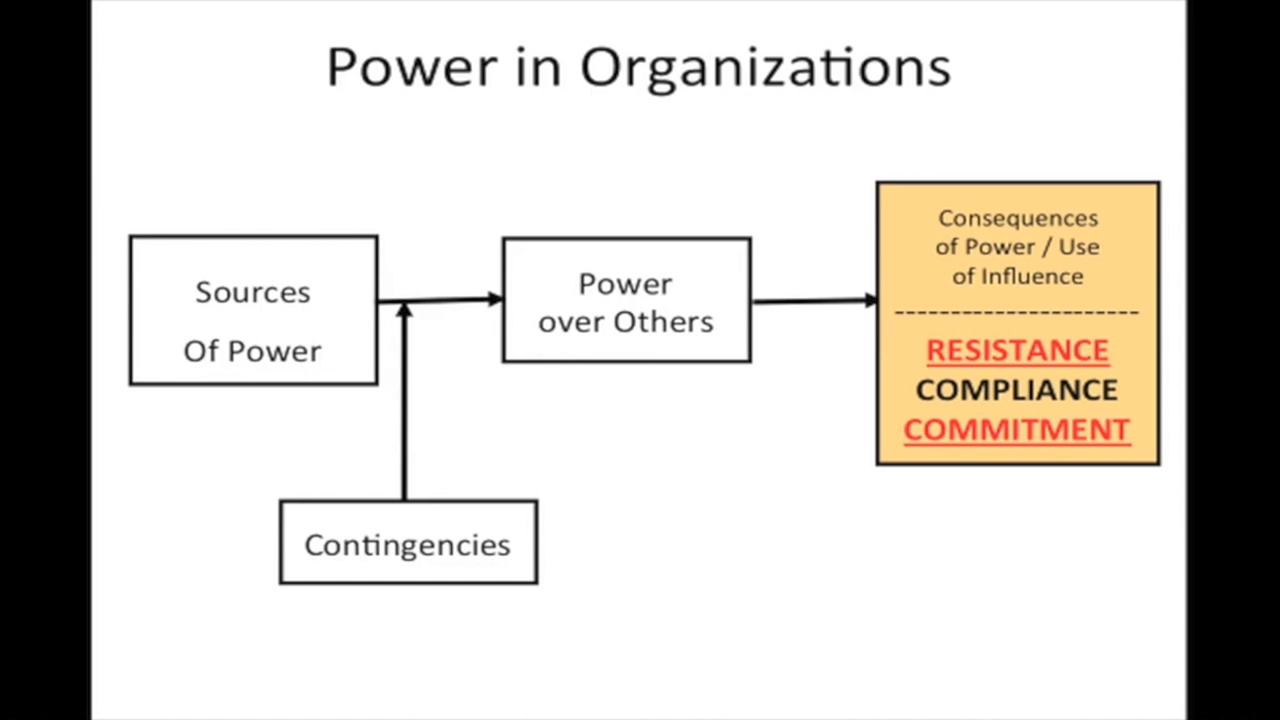 Power in Organizations
Sources
Of Power
Power
over Others
Consequences
of Power / Use
of Influence
----------------------
RESISTANCE
COMPLIANCE
COMMITMENT
Contingencies